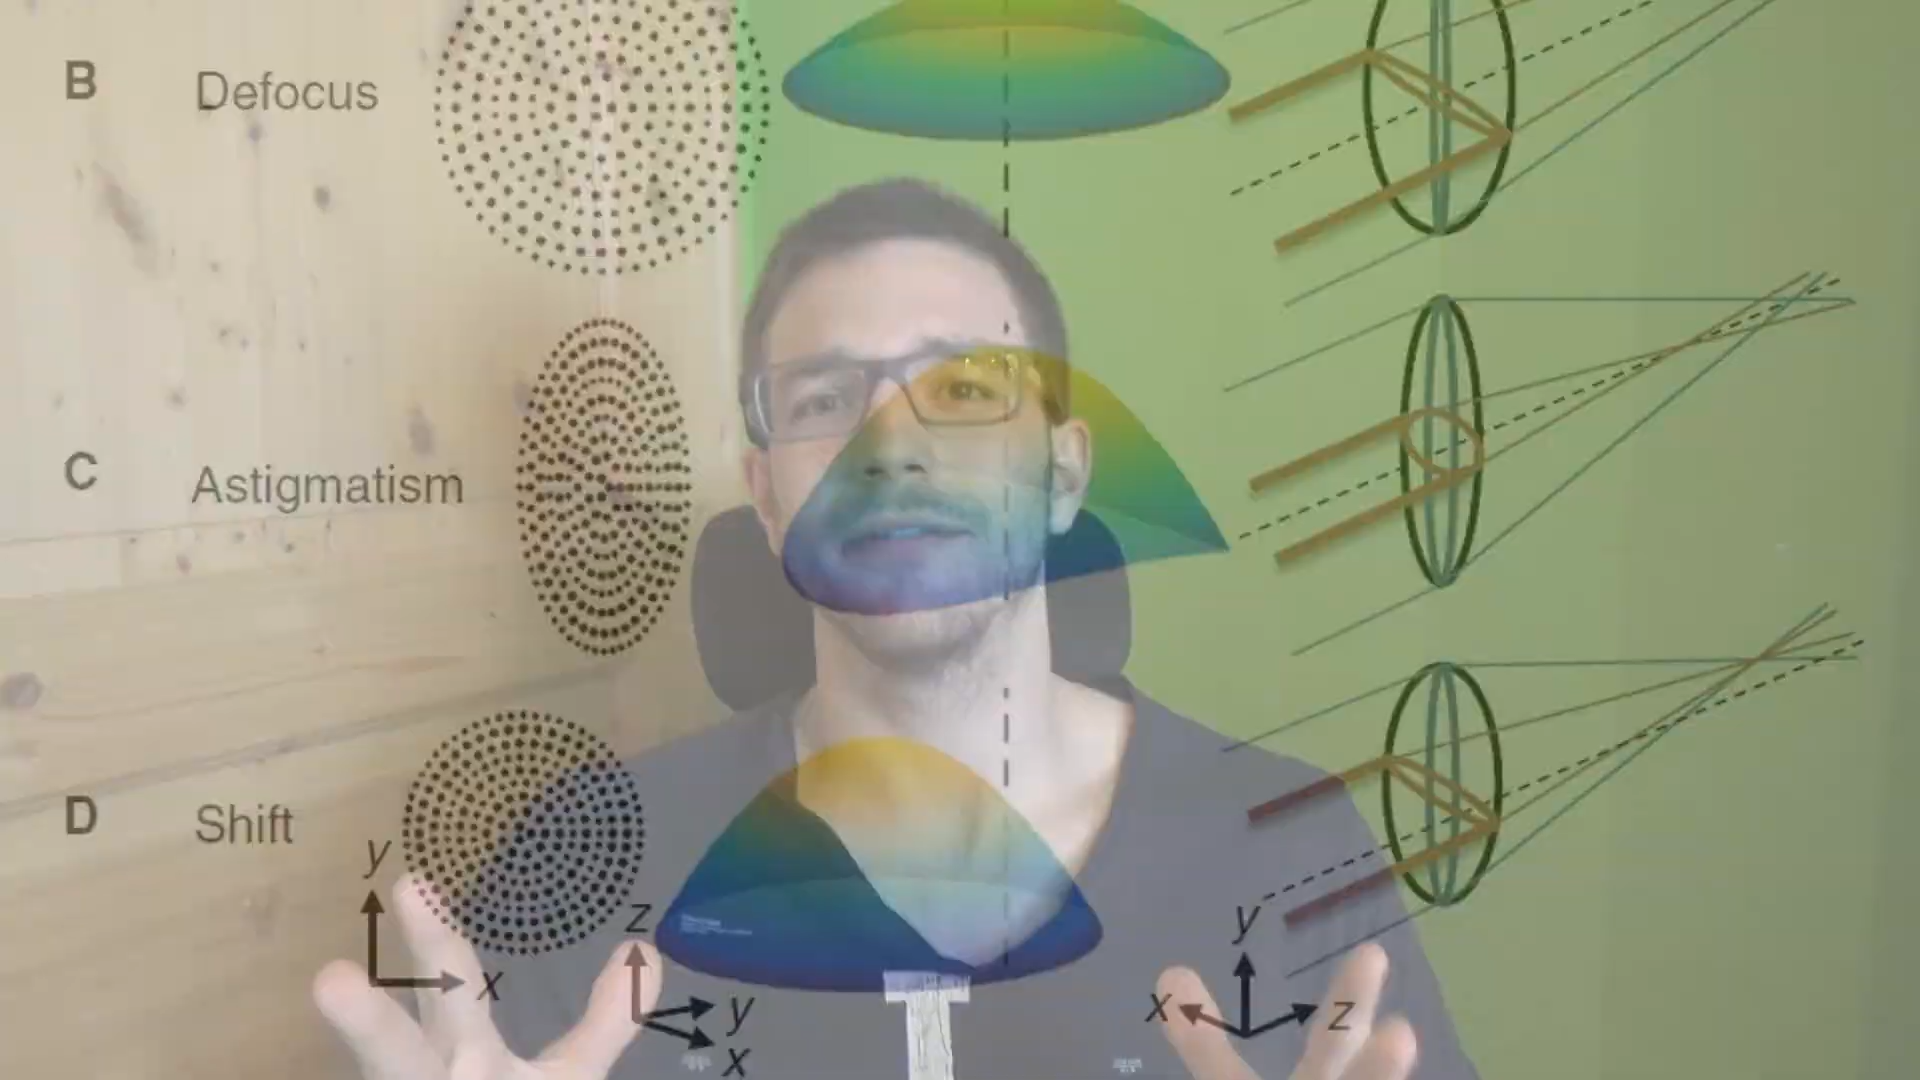 B Defocus
C Astigmatism
D Shift
y
x
z
y
x
y
x
z